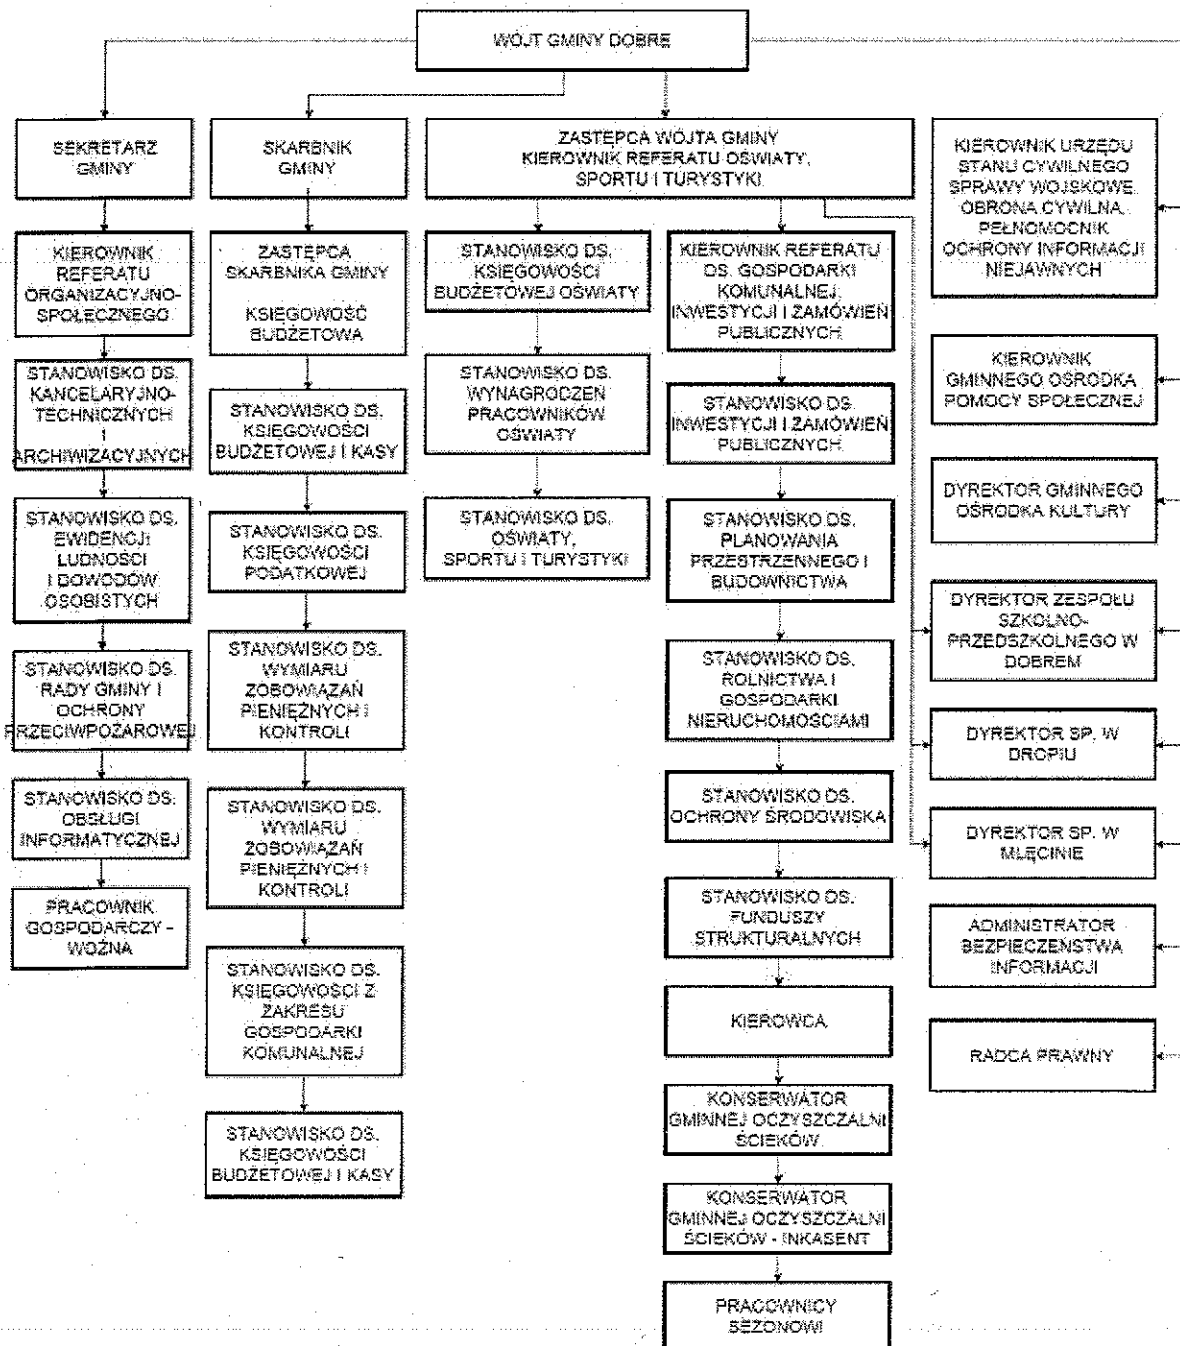 WÓJT GMINY DOBRE
SEKRETARZ
GMINY
KIEROWNIK
REFERATU
ORGANIZACYJNO-
SPOŁECZNEGO
STANOWISKO DS.
KANCELARYJNO-
TECHNICZNYCH
I
ARCHIWIZACYJNYCH
STANOWISKO DS.
EWIDENCJI
LUDNOŚCI
I DOWODÓW
OSOBISTYCH
STANOWISKO DS.
RADY GMINY I
OCHRONY
PRZECIWPOŻAROWEJ
STANOWISKO DS.
OBSŁUGI
INFORMATYCZNEJ
PRACOWNIK
GOSPODARCZY -
WOŹNA
SKARBNIK
GMINY
ZASTĘPCA
SKARBNIKA GMINY
KSIĘGOWOŚĆ
BUDŻETOWA
STANOWISKO DS.
KSIĘGOWOŚCI
BUDŻETOWEJ I KASY
STANOWISKO DS.
KSIĘGOWOŚCI
PODATKOWEJ
STANOWISKO DS.
WYMIARU
ZOBOWIĄZAŃ
PIENIĘŻNYCH I
KONTROLI
STANOWISKO DS.
WYMIARU
ZOBOWIĄZAŃ
PIENIĘŻNYCH I
KONTROLI
STANOWISKO DS.
KSIĘGOWOŚCI Z
ZAKRESU
GOSPODARKI
KOMUNALNEJ
STANOWISKO DS.
KSIĘGOWOŚCI
BUDŻETOWEJ I KASY
ZASTĘPCA WÓJTA GMINY
KIEROWNIK REFERATU OŚWIATY,
SPORTU I TURYSTYKI
STANOWISKO DS.
KSIĘGOWOŚCI
BUDŻETOWEJ OŚWIATY
STANOWISKO DS.
WYNAGRODZEŃ
PRACOWNIKÓW
OŚWIATY
STANOWISKO DS.
OŚWIATY,
SPORTU I TURYSTYKI
KIEROWNIK REFERATU
DS. GOSPODARKI
KOMUNALNEJ,
INWESTYCJI I ZAMÓWIEŃ
PUBLICZNYCH
STANOWISKO DS.
INWESTYCJI I ZAMÓWIEŃ
PUBLICZNYCH
STANOWISKO DS.
PLANOWANIA
PRZESTRZENNEGO I
BUDOWNICTWA
STANOWISKO DS.
ROLNICTWA I
GOSPODARKI
NIERUCHOMOŚCIAMI
STANOWISKO DS.
OCHRONY ŚRODOWISKA
STANOWISKO DS.
FUNDUSZY
STRUKTURALNYCH
KIEROWCA
KONSERWATOR
GMINNEJ OCZYSZCZALNI
ŚCIEKÓW
KONSERWATOR
GMINNEJ OCZYSZCZALNI
ŚCIEKÓW - INKASENT
PRACOWNICY
SEZONOWI
KIEROWNIK URZĘDU
STANU CYWILNEGO
SPRAWY WOJSKOWE,
OBRONA CYWILNA,
PEŁNOMOCNIK
OCHRONY INFORMACJI
NIEJAWNYCH
KIEROWNIK
GMINNEGO OŚRODKA
POMOCY SPOŁECZNEJ
DYREKTOR GMINNEGO
OŚRODKA KULTURY
DYREKTOR ZESPOŁU
SZKOLNO-
PRZEDSZKOLNEGO W
DOBREM
DYREKTOR SP. W
DROPIU
DYREKTOR SP. W
MLĘCINIE
ADMINISTRATOR
BEZPIECZEŃSTWA
INFORMACJI
RADCA PRAWNY